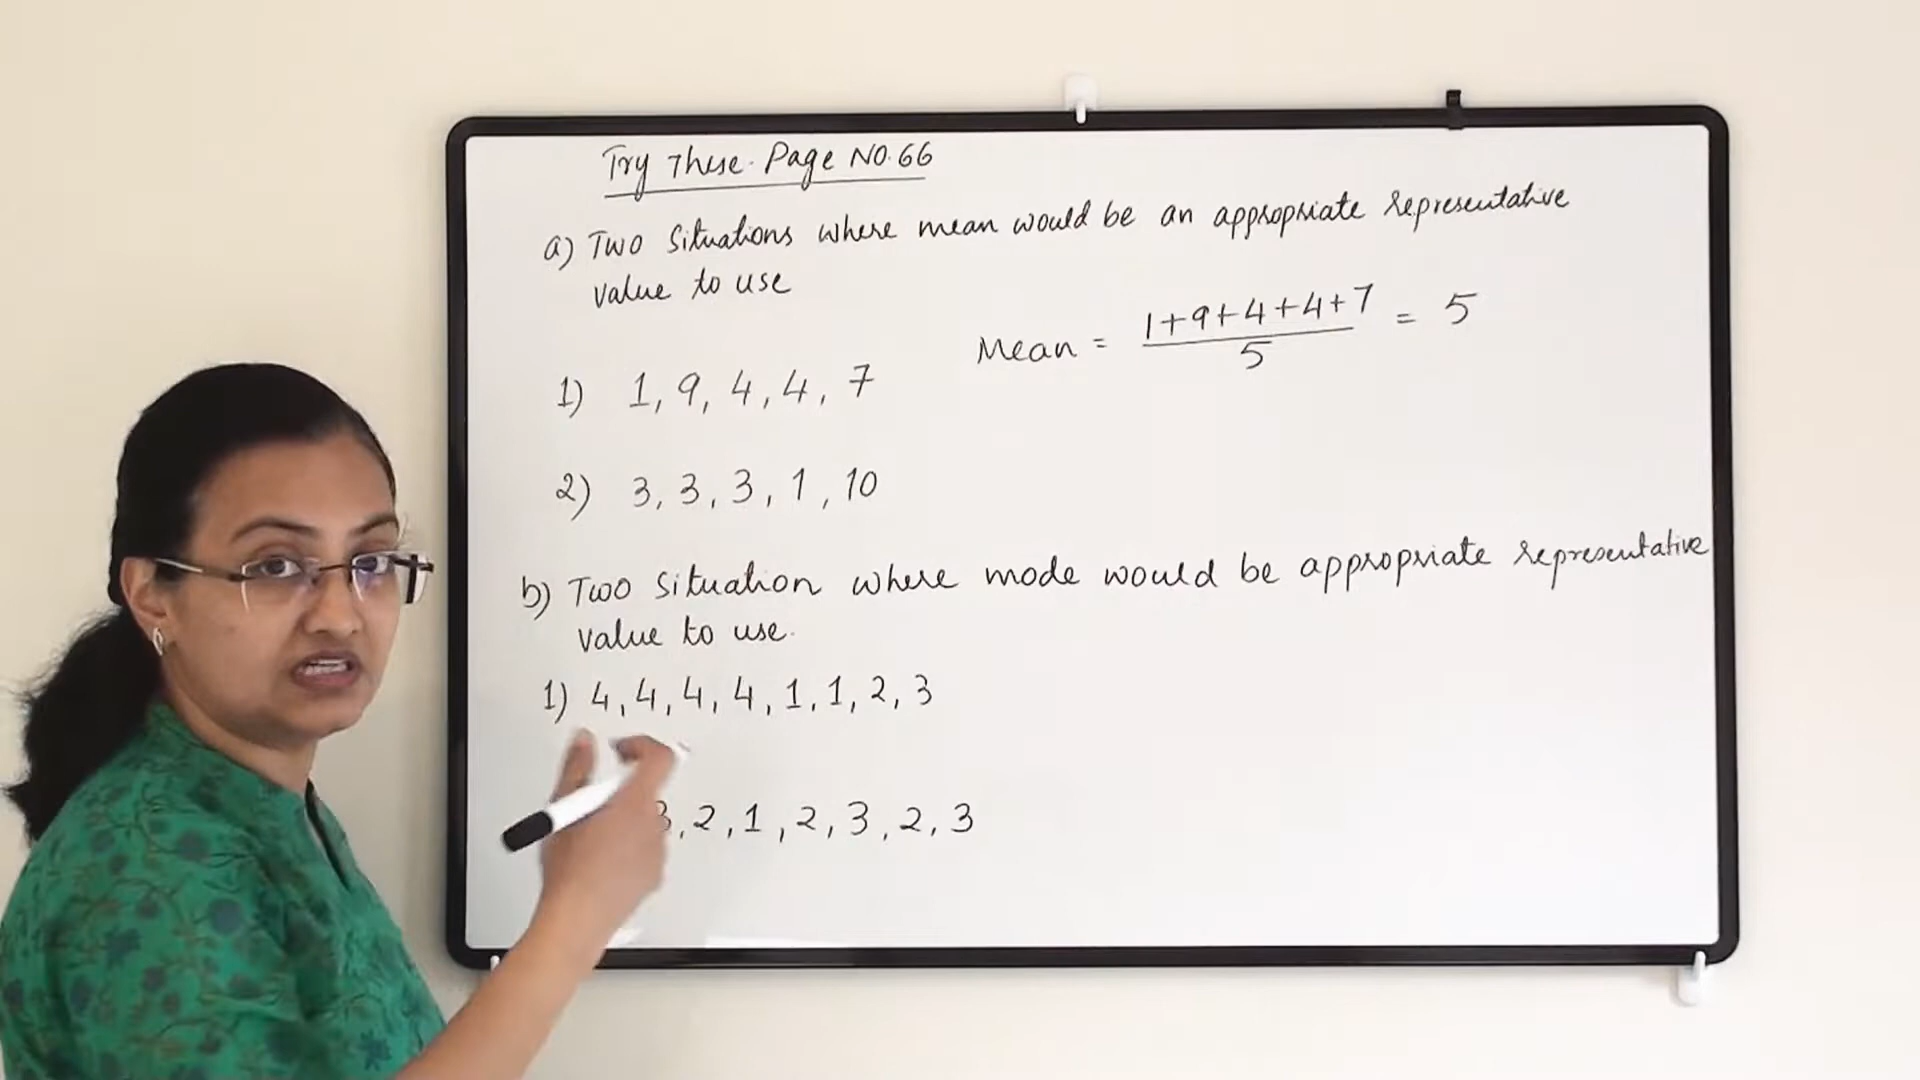 Try These. Page NO.66
a) Two Situations where mean would be an appropriate representative
value to use
Mean = 1+9+4+4+7 / 5 = 5
1) 1, 9, 4, 4, 7
2) 3, 3, 3, 1, 10
b) Two situation where mode would be appropriate representative
value to use.
1) 4, 4, 4, 4, 1, 1, 2, 3
3, 2, 1, 2, 3, 2, 3